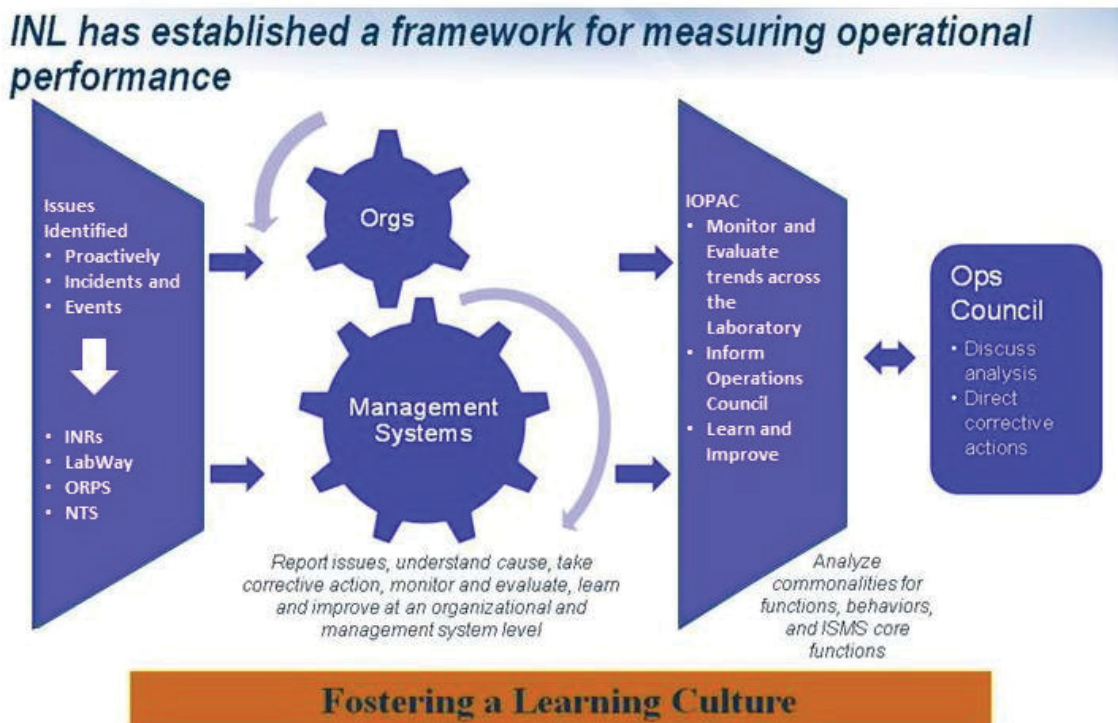 INL has established a framework for measuring operational
performance
Issues
Identified
• Proactively
• Incidents and
• Events
• INRs
• LabWay
• ORPS
• NTS
Orgs
Management
Systems
Report issues, understand cause, take
corrective action, monitor and evaluate, learn
and improve at an organizational and
management system level
IOPAC
• Monitor and
Evaluate
trends across
the
Laboratory
• Inform
Operations
Council
• Learn and
Improve
Analyze
commonalities for
functions, behaviors,
and ISMS core
functions
Ops
Council
• Discuss
analysis
• Direct
corrective
actions
Fostering a Learning Culture